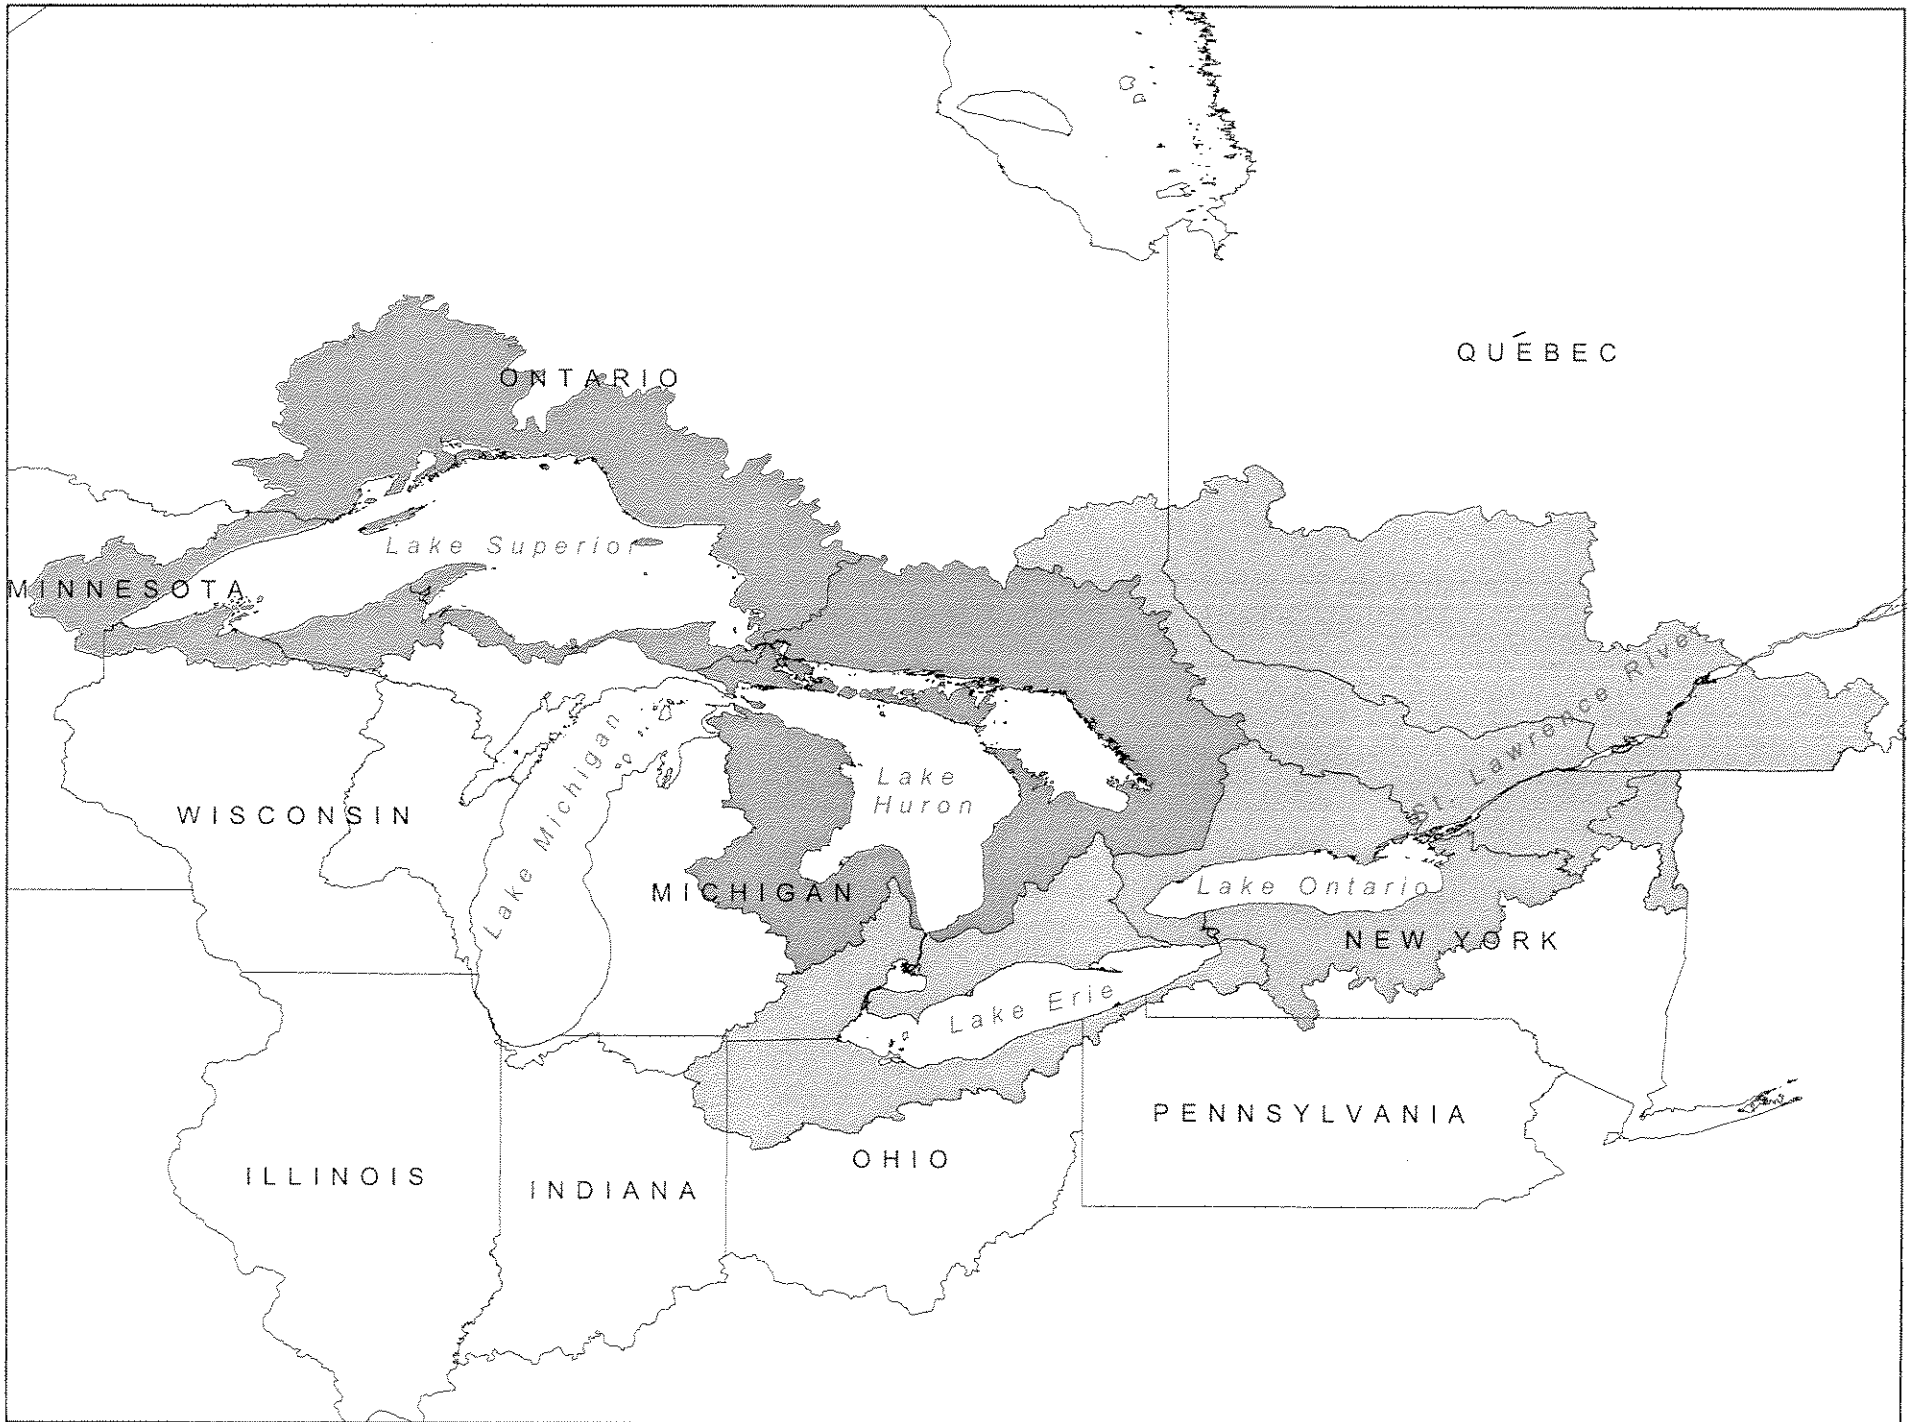 QUÉBEC
ONTARIO
Lake Superior
MINNESOTA
St. Lawrence River
Lake Michigan
Lake
Huron
WISCONSIN
MICHIGAN
Lake Ontario
NEW YORK
Lake Erie
PENNSYLVANIA
OHIO
ILLINOIS
INDIANA